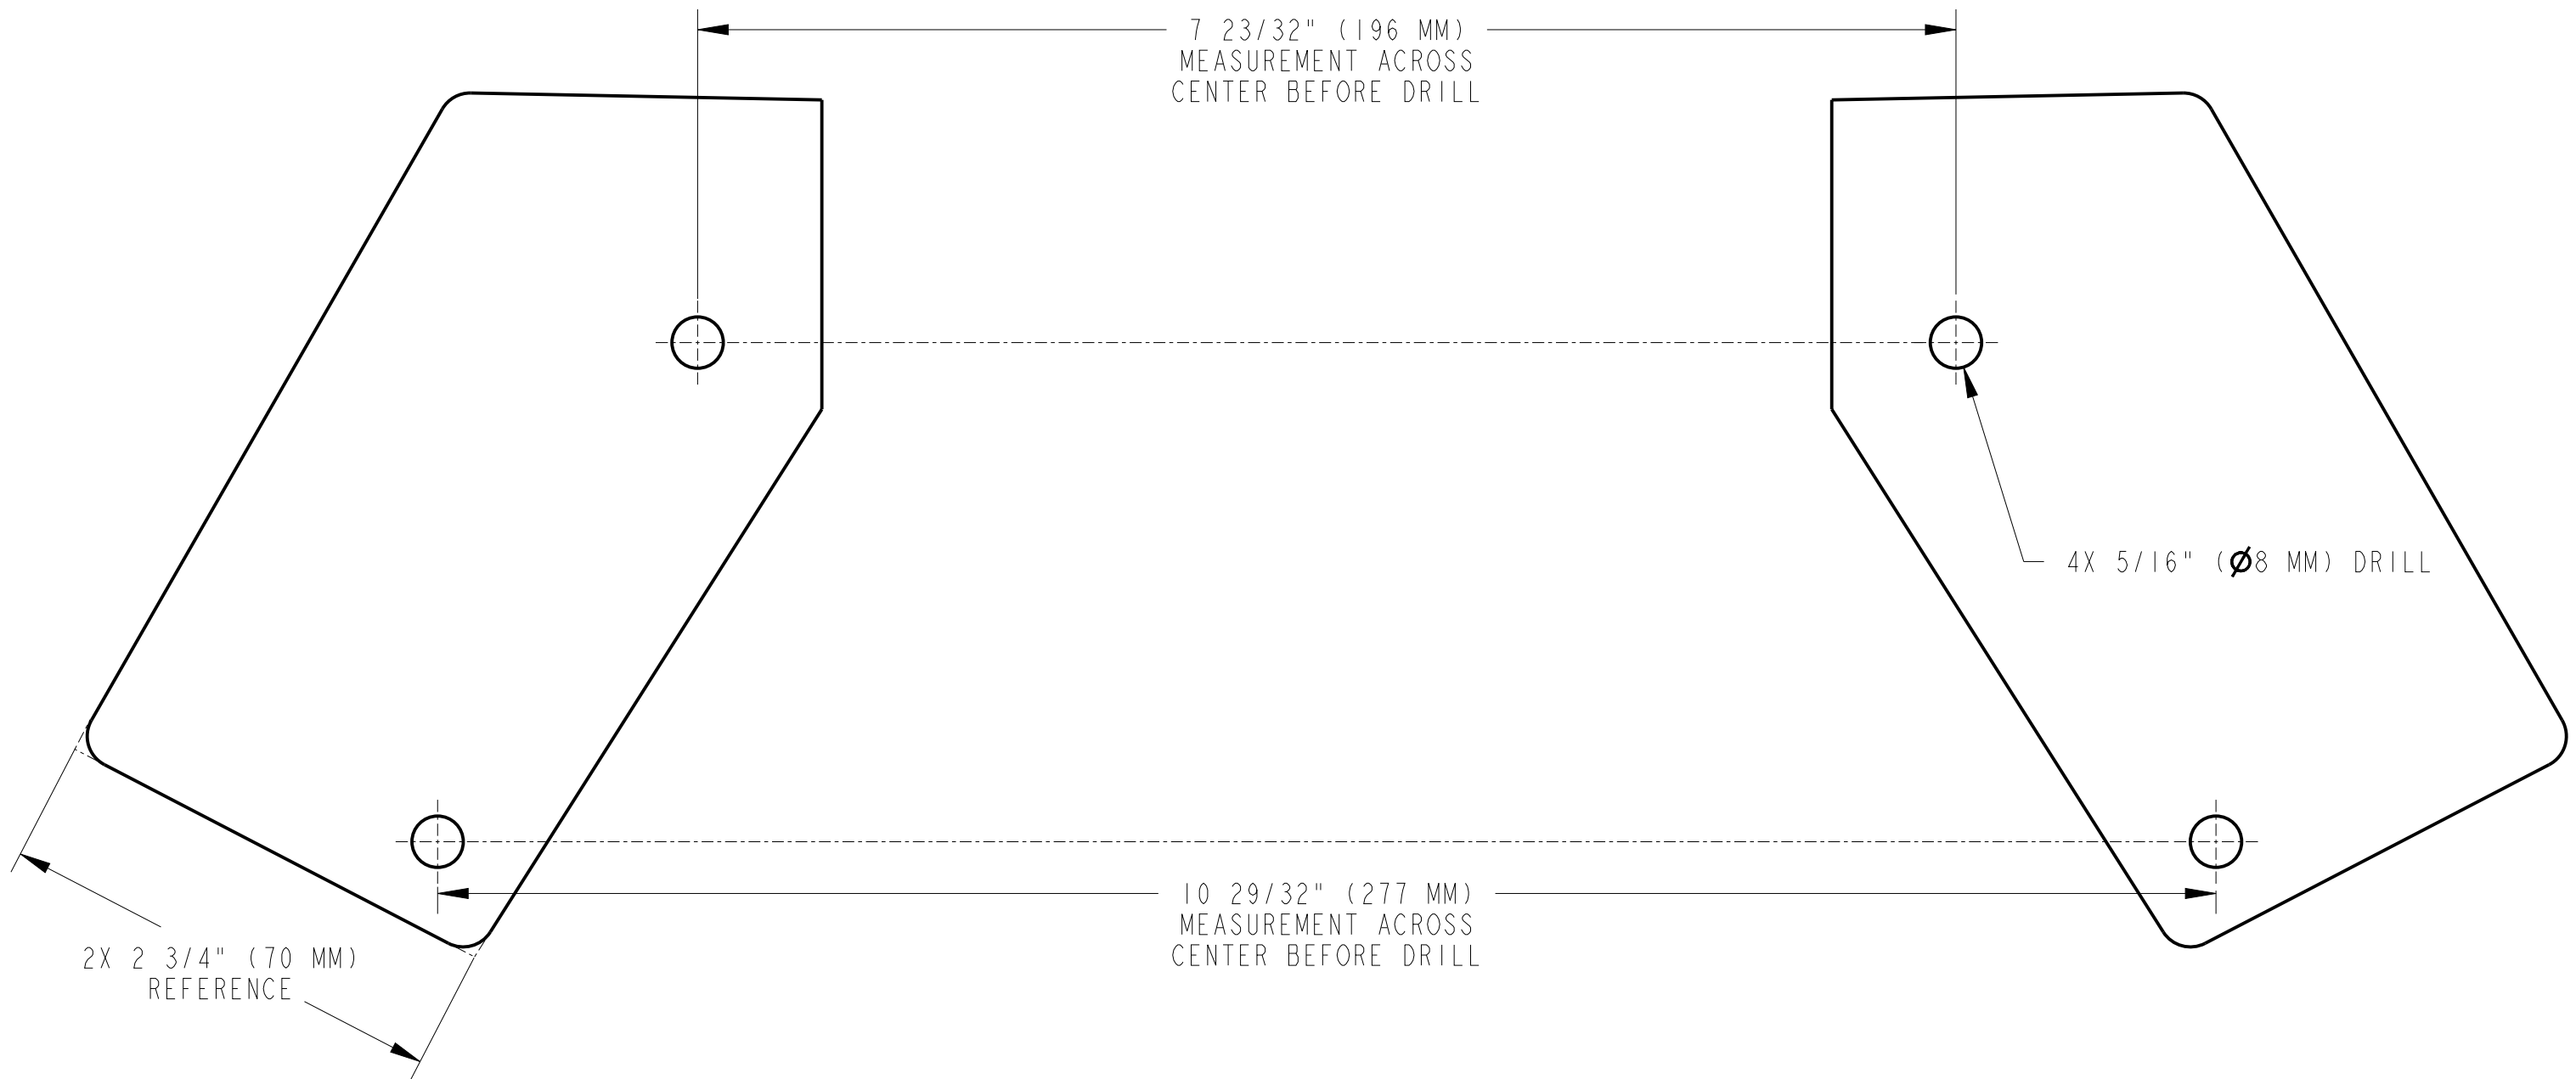 7 23/32" (196 MM)
MEASUREMENT ACROSS
CENTER BEFORE DRILL
4X 5/16" (Ø8 MM) DRILL
10 29/32" (277 MM)
MEASUREMENT ACROSS
CENTER BEFORE DRILL
2X 2 3/4" (70 MM)
REFERENCE